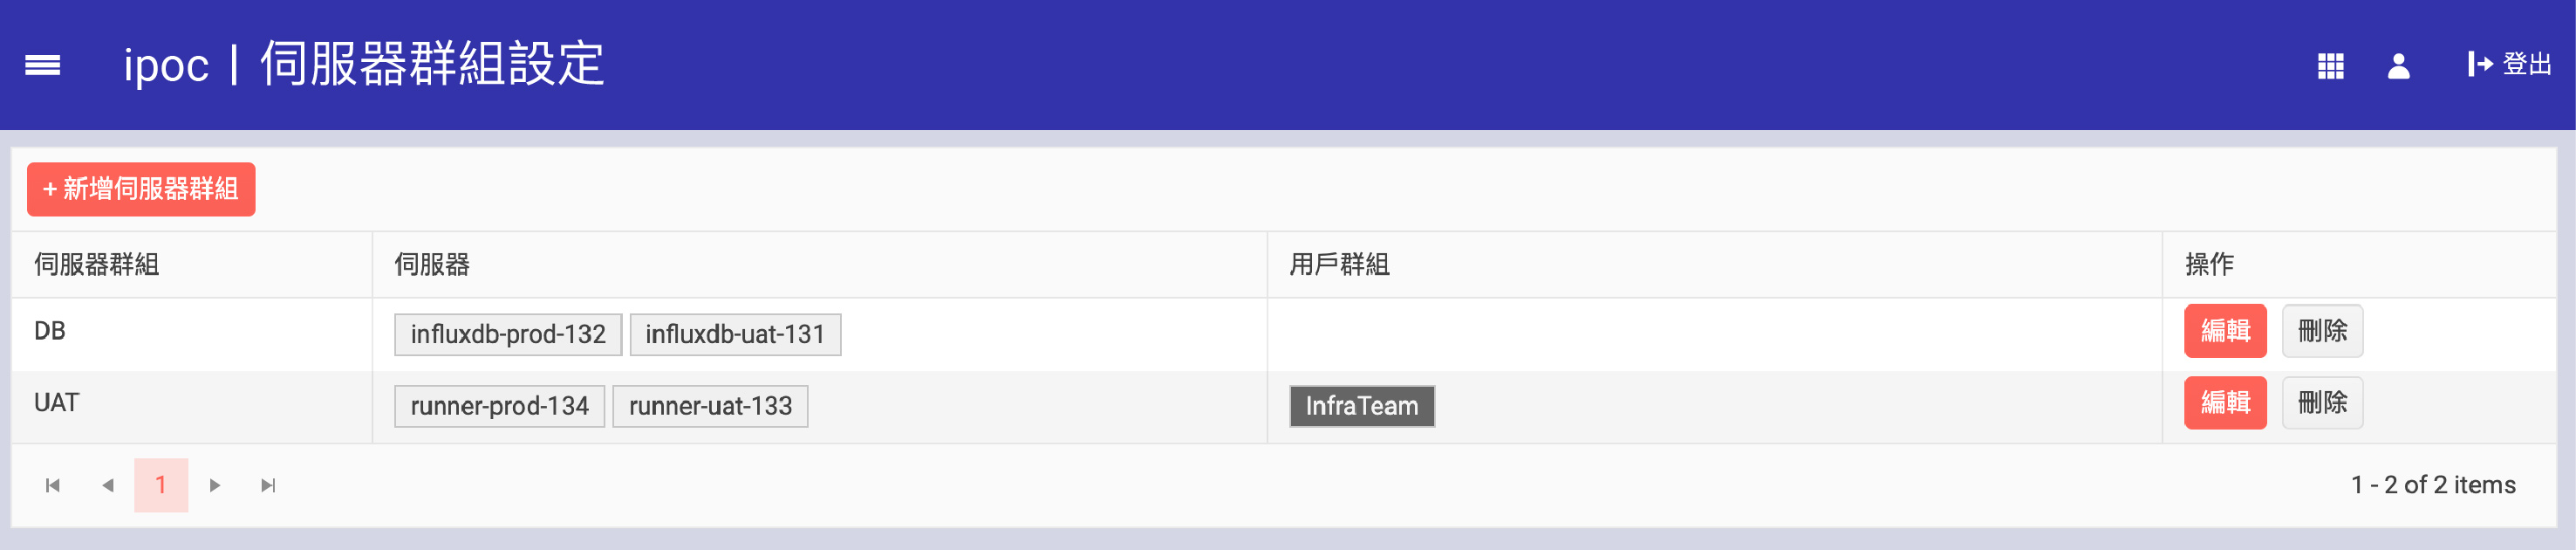 ipoc | 伺服器群組設定
登出
+ 新增伺服器群組
伺服器群組 伺服器 用戶群組 操作
DB influxdb-prod-132 influxdb-uat-131 編輯 刪除
UAT runner-prod-134 runner-uat-133 InfraTeam 編輯 刪除
1 1 - 2 of 2 items